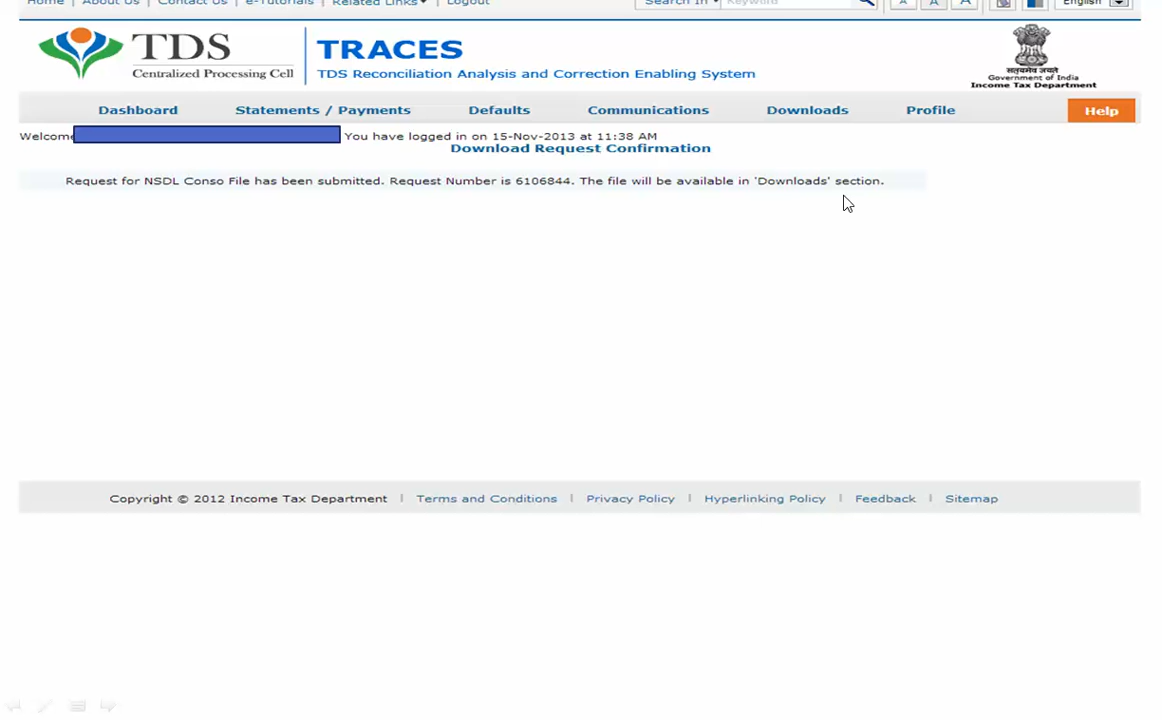 Home | About Us | Contact Us | e-Tutorials | Related Links | Logout Search In Keyword A A A English
TDS
Centralized Processing Cell
TRACES
TDS Reconciliation Analysis and Correction Enabling System
सत्यमेव जयते
Government of India
Income Tax Department
Dashboard Statements / Payments Defaults Communications Downloads Profile Help
Welcome You have logged in on 15-Nov-2013 at 11:38 AM
Download Request Confirmation
Request for NSDL Conso File has been submitted. Request Number is 6106844. The file will be available in 'Downloads' section.
Copyright © 2012 Income Tax Department | Terms and Conditions | Privacy Policy | Hyperlinking Policy | Feedback | Sitemap